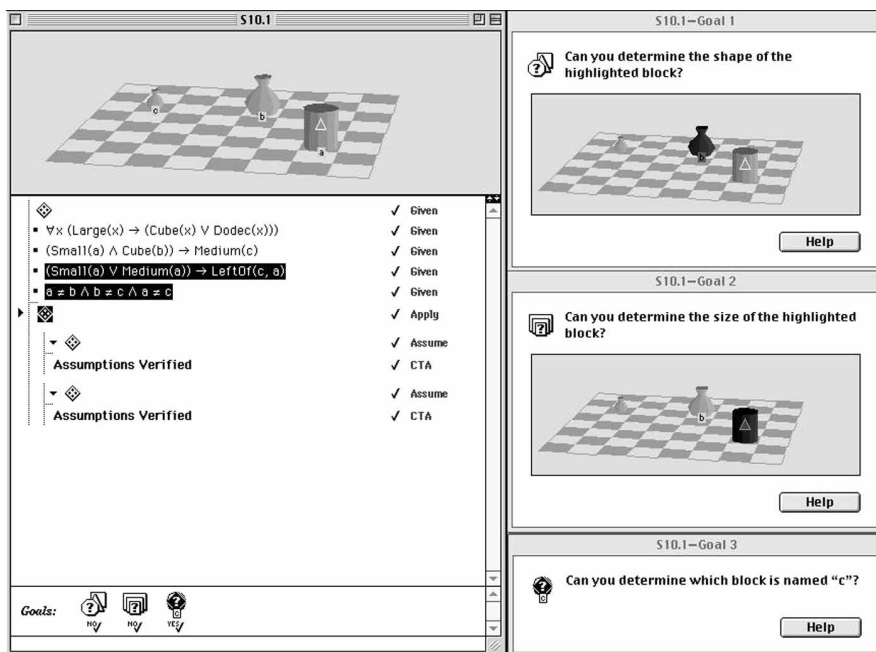 S10.1
c
b
a
✓ Given
∀x (Large(x) → (Cube(x) ∨ Dodec(x))) ✓ Given
(Small(a) ∧ Cube(b)) → Medium(c) ✓ Given
(Small(a) ∨ Medium(a)) → LeftOf(c, a) ✓ Given
a ≠ b ∧ b ≠ c ∧ a ≠ c ✓ Given
✓ Apply
✓ Assume
Assumptions Verified ✓ CTA
✓ Assume
Assumptions Verified ✓ CTA
Goals: ? ? ? c
NO✓ NO✓ YES✓
S10.1—Goal 1
? Can you determine the shape of the
highlighted block?
b
Help
S10.1—Goal 2
? Can you determine the size of the highlighted
block?
b
Help
S10.1—Goal 3
? Can you determine which block is named “c”?
c
Help